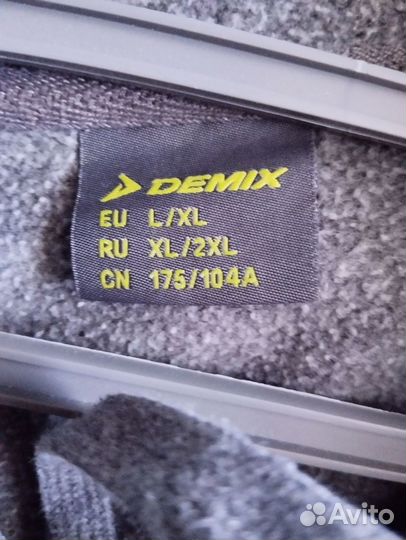 DEMIX
EU L/XL
RU XL/2XL
CN 175/104A
Avito